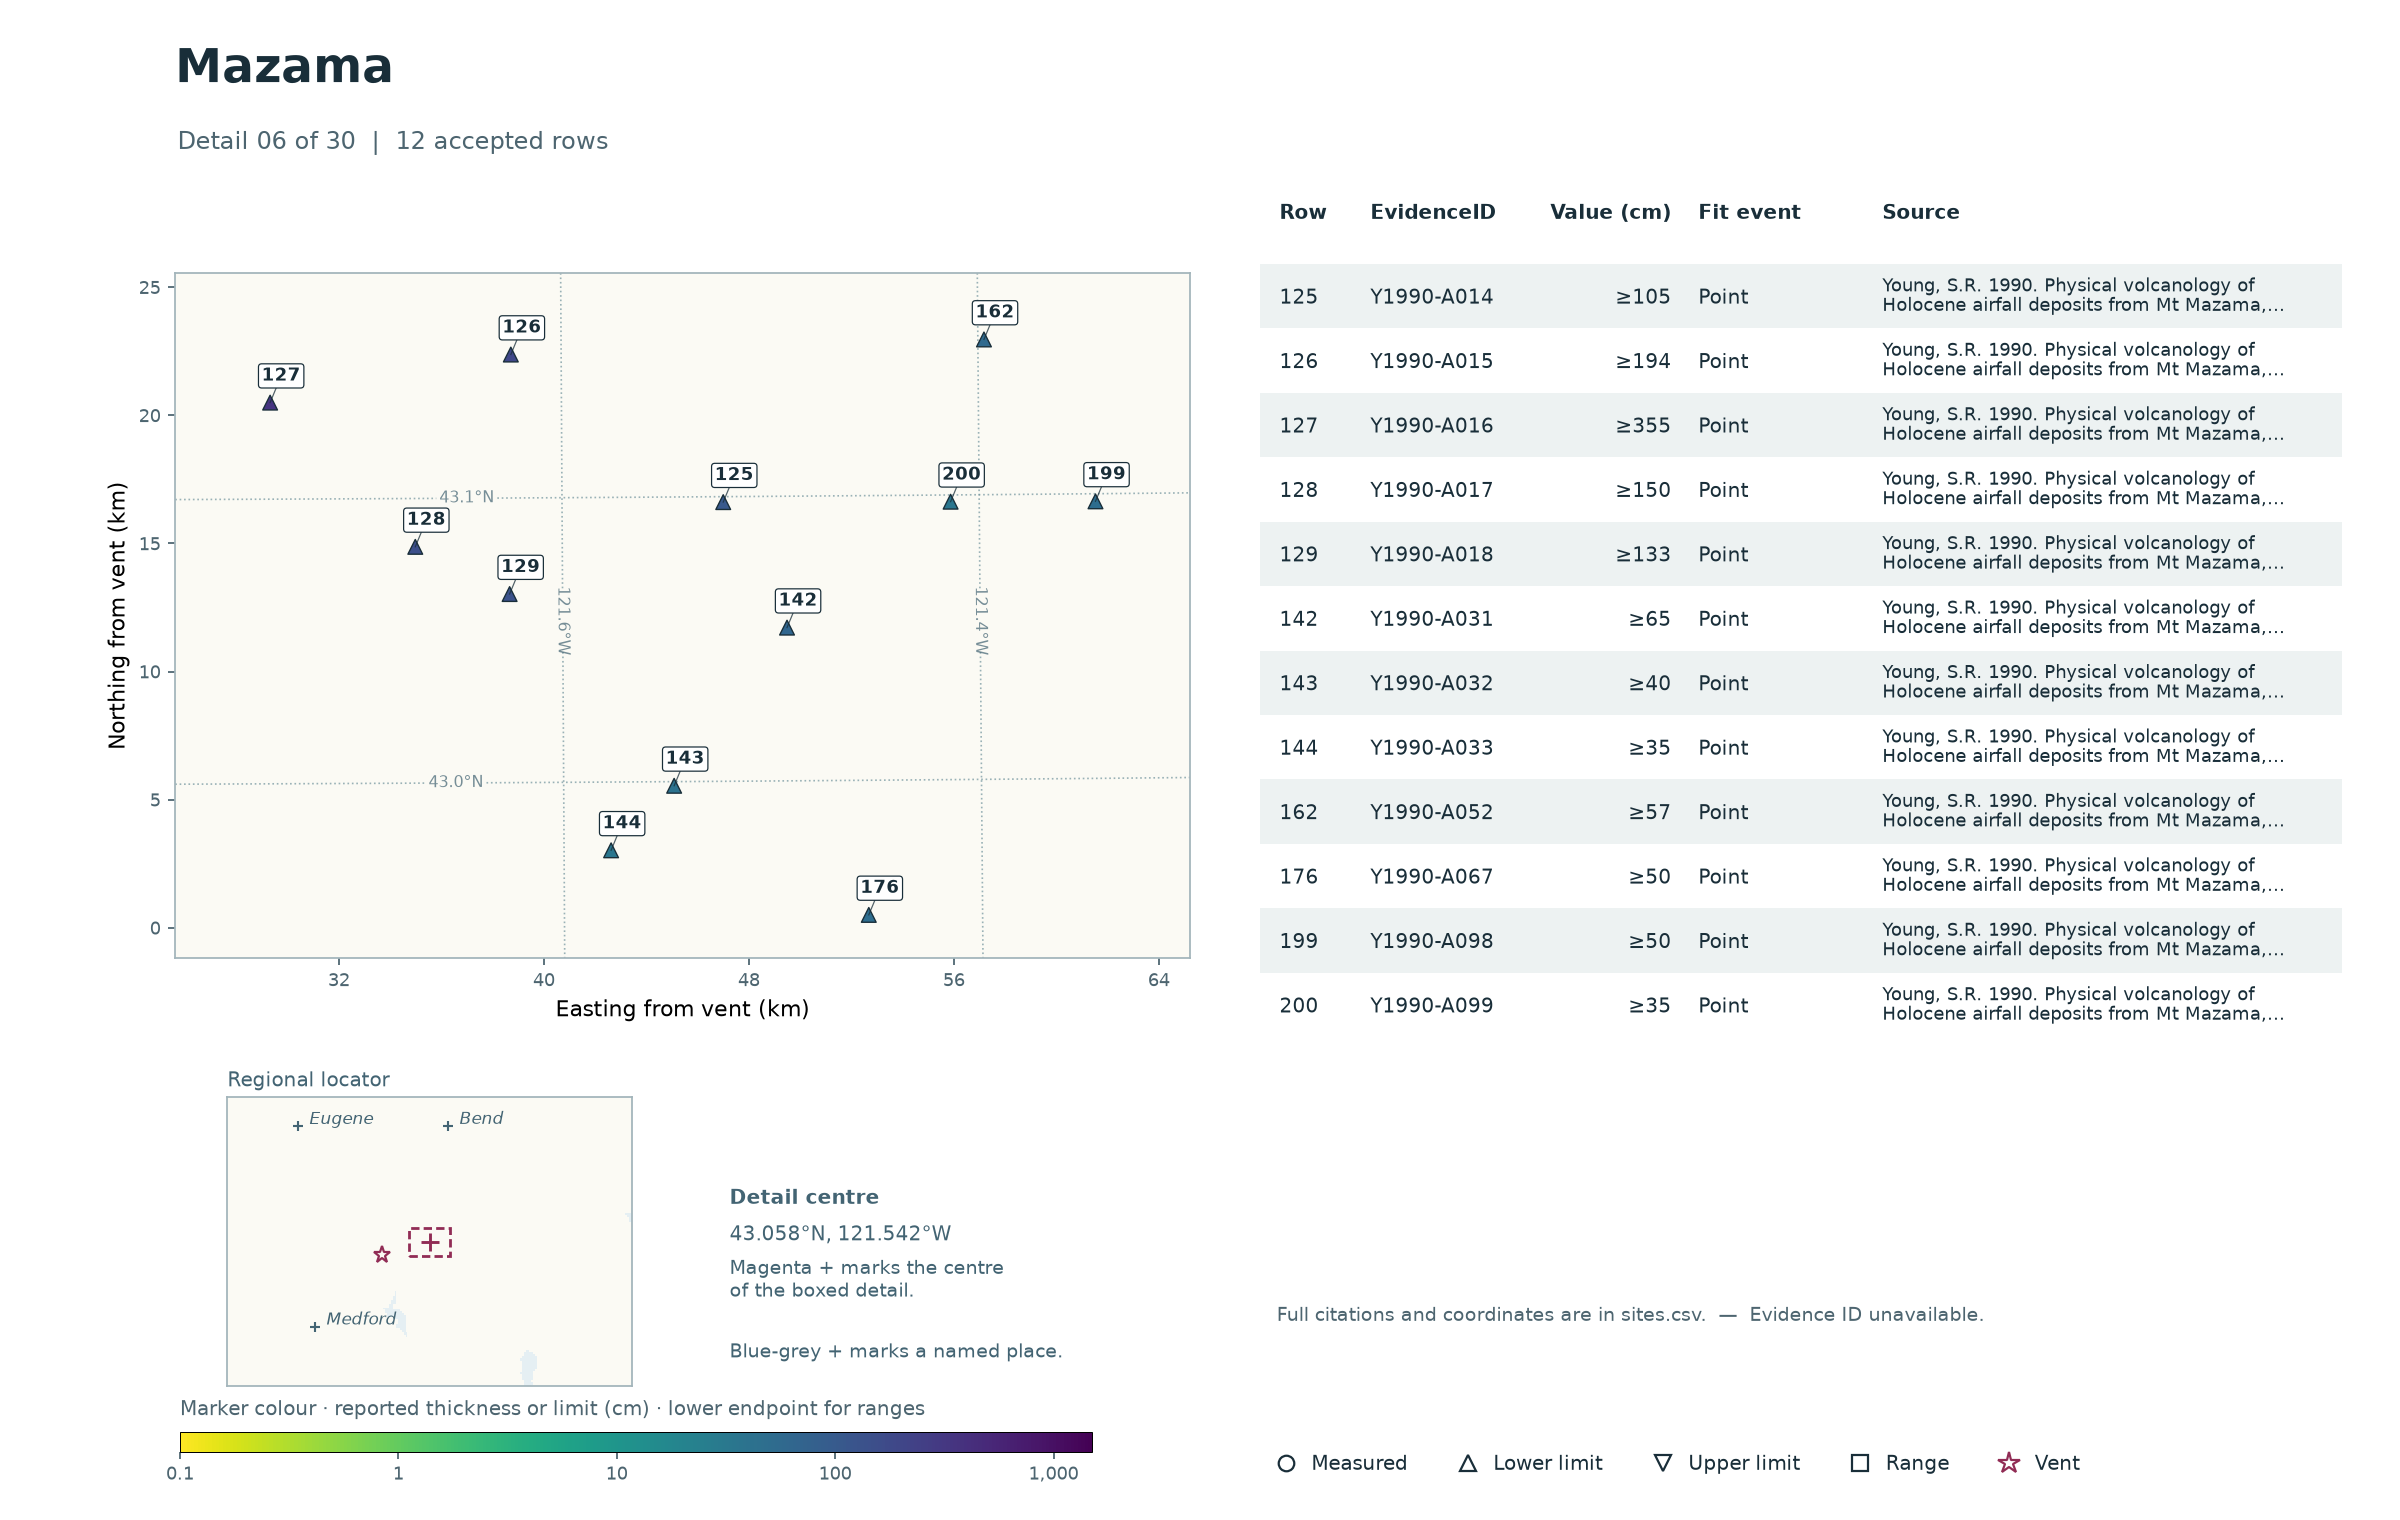 Mazama
Detail 06 of 30 | 12 accepted rows
Row EvidenceID Value (cm) Fit event Source
125 Y1990-A014 ≥105 Point Young, S.R. 1990. Physical volcanology of
Holocene airfall deposits from Mt Mazama,...
126 Y1990-A015 ≥194 Point Young, S.R. 1990. Physical volcanology of
Holocene airfall deposits from Mt Mazama,...
127 Y1990-A016 ≥355 Point Young, S.R. 1990. Physical volcanology of
Holocene airfall deposits from Mt Mazama,...
128 Y1990-A017 ≥150 Point Young, S.R. 1990. Physical volcanology of
Holocene airfall deposits from Mt Mazama,...
129 Y1990-A018 ≥133 Point Young, S.R. 1990. Physical volcanology of
Holocene airfall deposits from Mt Mazama,...
142 Y1990-A031 ≥65 Point Young, S.R. 1990. Physical volcanology of
Holocene airfall deposits from Mt Mazama,...
143 Y1990-A032 ≥40 Point Young, S.R. 1990. Physical volcanology of
Holocene airfall deposits from Mt Mazama,...
144 Y1990-A033 ≥35 Point Young, S.R. 1990. Physical volcanology of
Holocene airfall deposits from Mt Mazama,...
162 Y1990-A052 ≥57 Point Young, S.R. 1990. Physical volcanology of
Holocene airfall deposits from Mt Mazama,...
176 Y1990-A067 ≥50 Point Young, S.R. 1990. Physical volcanology of
Holocene airfall deposits from Mt Mazama,...
199 Y1990-A098 ≥50 Point Young, S.R. 1990. Physical volcanology of
Holocene airfall deposits from Mt Mazama,...
200 Y1990-A099 ≥35 Point Young, S.R. 1990. Physical volcanology of
Holocene airfall deposits from Mt Mazama,...
Northing from vent (km)
25
20
15
10
5
0
162
126
127
125
200
199
43.1°N
128
129
121.6°W
121.4°W
142
143
43.0°N
144
176
32 40 48 56 64
Easting from vent (km)
Regional locator
Eugene
Bend
Medford
Detail centre
43.058°N, 121.542°W
Magenta + marks the centre
of the boxed detail.
Blue-grey + marks a named place.
Full citations and coordinates are in sites.csv. — Evidence ID unavailable.
Marker colour · reported thickness or limit (cm) · lower endpoint for ranges
0.1 1 10 100 1,000
Measured Lower limit Upper limit Range Vent